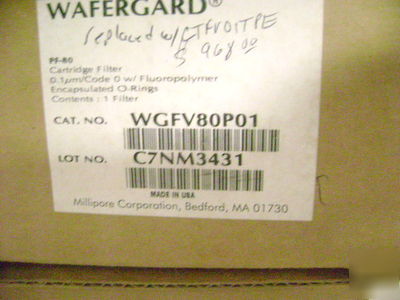 WAFERGARD®
replaced w/CTFV01TPE
$ 968.00
PF-80
Cartridge Filter
0.1µm/Code 0 w/ Fluoropolymer
Encapsulated O-Rings
Contents : 1 Filter
CAT. NO. WGFV80P01
LOT NO. C7NM3431
MADE IN USA
Millipore Corporation, Bedford, MA 01730